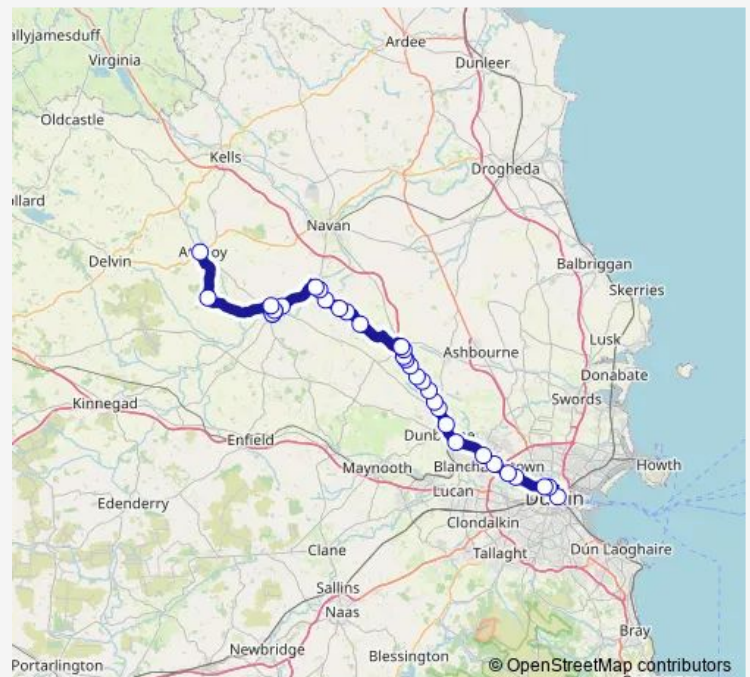 Ardee
allyjamesduff
Virginia
Dunleer
Oldcastle
Kells
Drogheda
ollard
Navan
Delvin
Balbriggan
Skerries
Lusk
Ashbourne
Donabate
Kinnegad
Swords
Enfield
Maynooth
Howth
Lucan
Edenderry
Clondalkin
Clane
Tallaght
Dún Laoghaire
Sallins
Naas
Bray
Newbridge
Blessington
Portarlington
© OpenStreetMap contributors